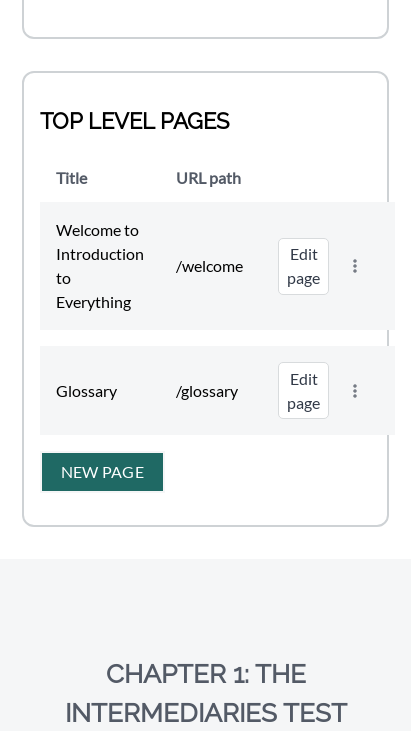 TOP LEVEL PAGES
Title URL path
Welcome to
Introduction
to
Everything
/welcome
Edit
page
Glossary
/glossary
Edit
page
NEW PAGE
CHAPTER 1: THE
INTERMEDIARIES TEST